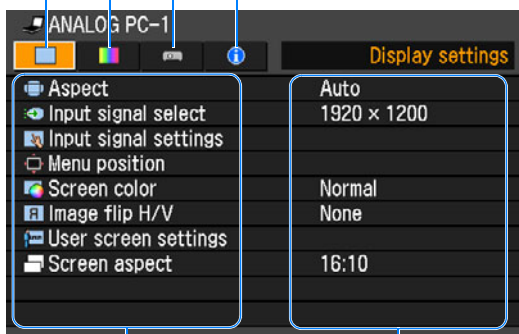 ANALOG PC-1
Display settings
Aspect Auto
Input signal select 1920 × 1200
Input signal settings
Menu position
Screen color Normal
Image flip H/V None
User screen settings
Screen aspect 16:10